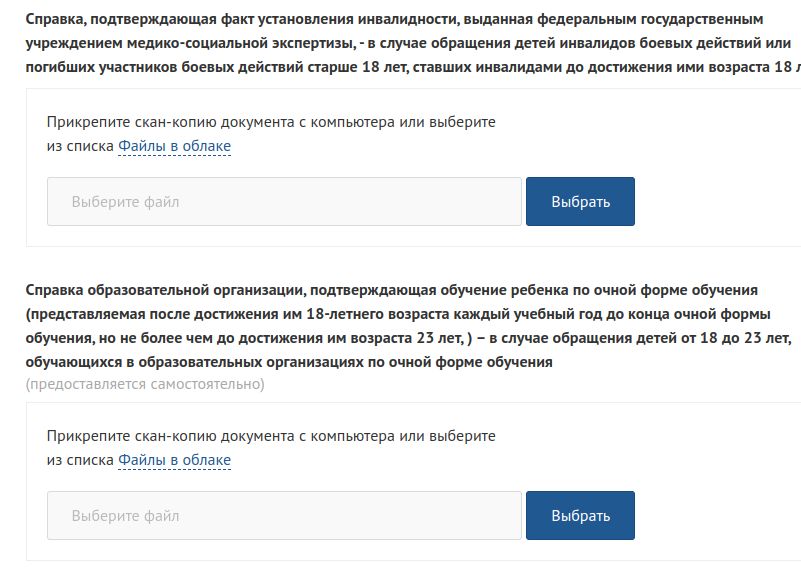 Справка, подтверждающая факт установления инвалидности, выданная федеральным государственным
учреждением медико-социальной экспертизы, - в случае обращения детей инвалидов боевых действий или
погибших участников боевых действий старше 18 лет, ставших инвалидами до достижения ими возраста 18
Прикрепите скан-копию документа с компьютера или выберите
из списка Файлы в облаке
Выберите файл
Выбрать
Справка образовательной организации, подтверждающая обучение ребенка по очной форме обучения
(представляемая после достижения им 18-летнего возраста каждый учебный год до конца очной формы
обучения, но не более чем до достижения им возраста 23 лет, ) – в случае обращения детей от 18 до 23 лет,
обучающихся в образовательных организациях по очной форме обучения
(предоставляется самостоятельно)
Прикрепите скан-копию документа с компьютера или выберите
из списка Файлы в облаке
Выберите файл
Выбрать